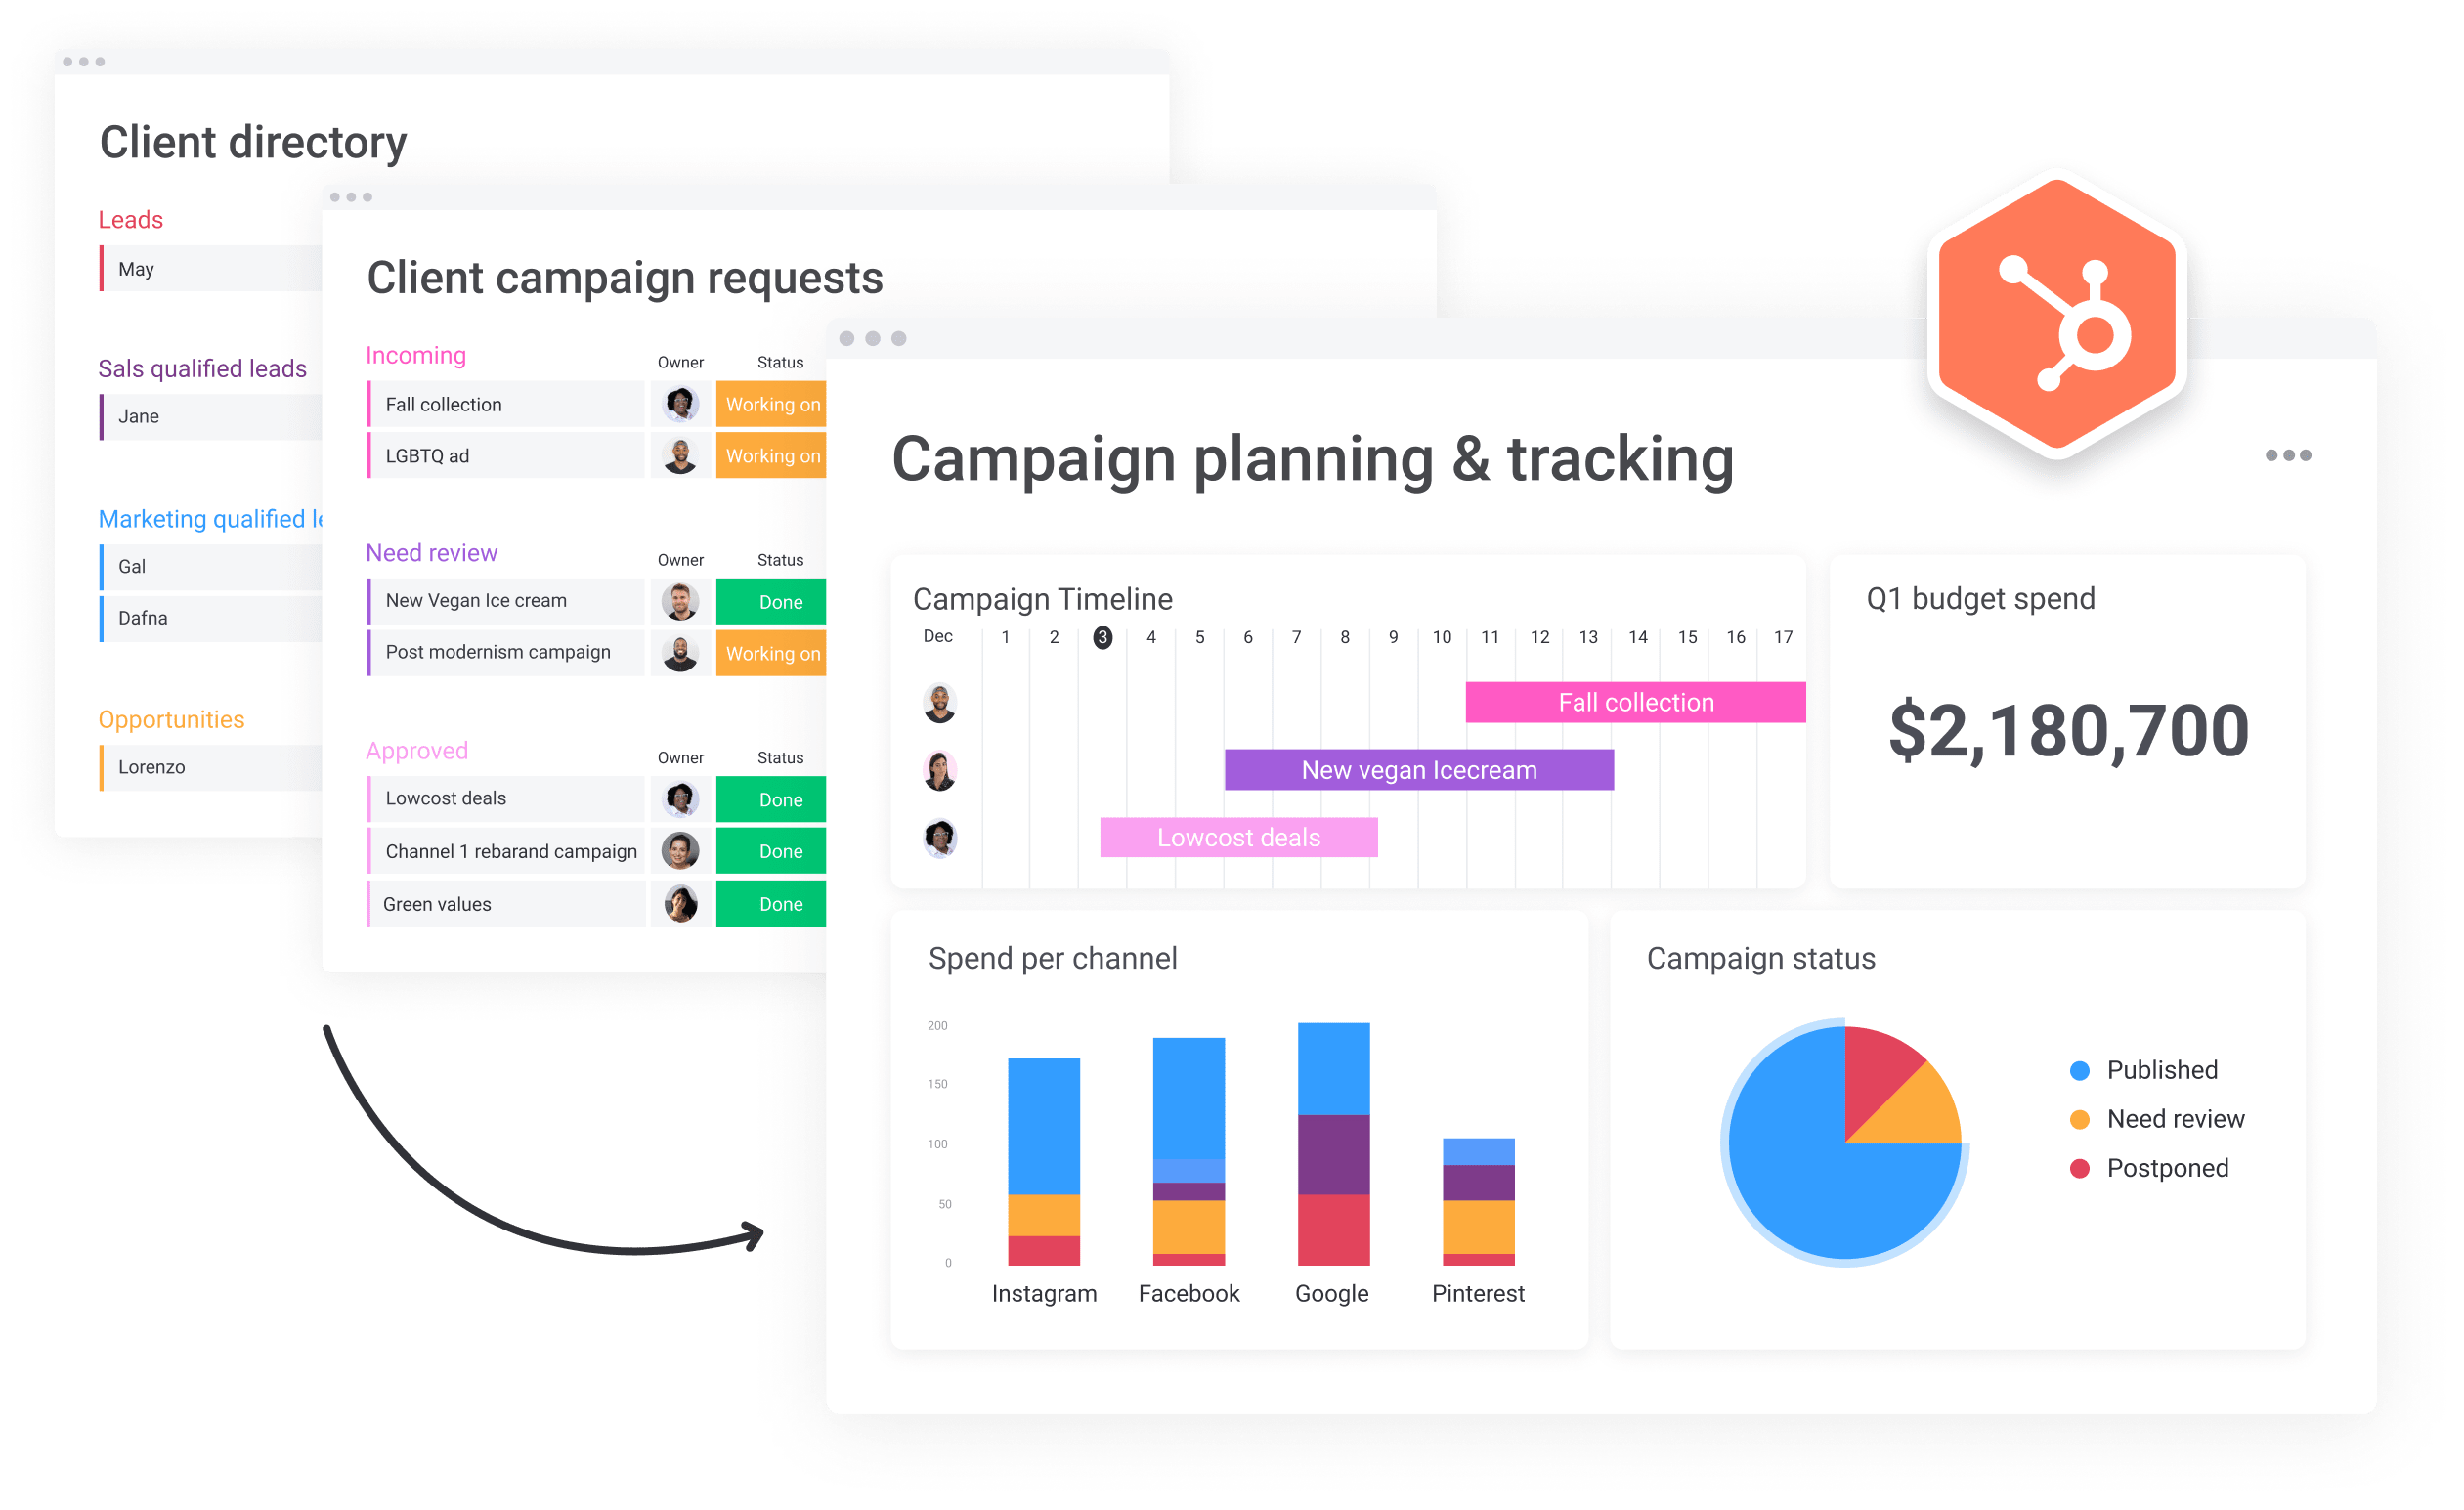 Client directory
Leads
May
Sals qualified leads
Jane
Marketing qualified le
Gal
Dafna
Opportunities
Lorenzo
Client campaign requests
Incoming Owner Status
Fall collection Working on
LGBTQ ad Working on
Need review Owner Status
New Vegan Ice cream Done
Post modernism campaign Working on
Approved Owner Status
Lowcost deals Done
Channel 1 rebarand campaign Done
Green values Done
Campaign planning & tracking
Campaign Timeline
Dec 1 2 3 4 5 6 7 8 9 10 11 12 13 14 15 16 17
Fall collection
New vegan Icecream
Lowcost deals
Q1 budget spend
$2,180,700
Spend per channel
200
150
100
50
0
Instagram Facebook Google Pinterest
Campaign status
Published
Need review
Postponed